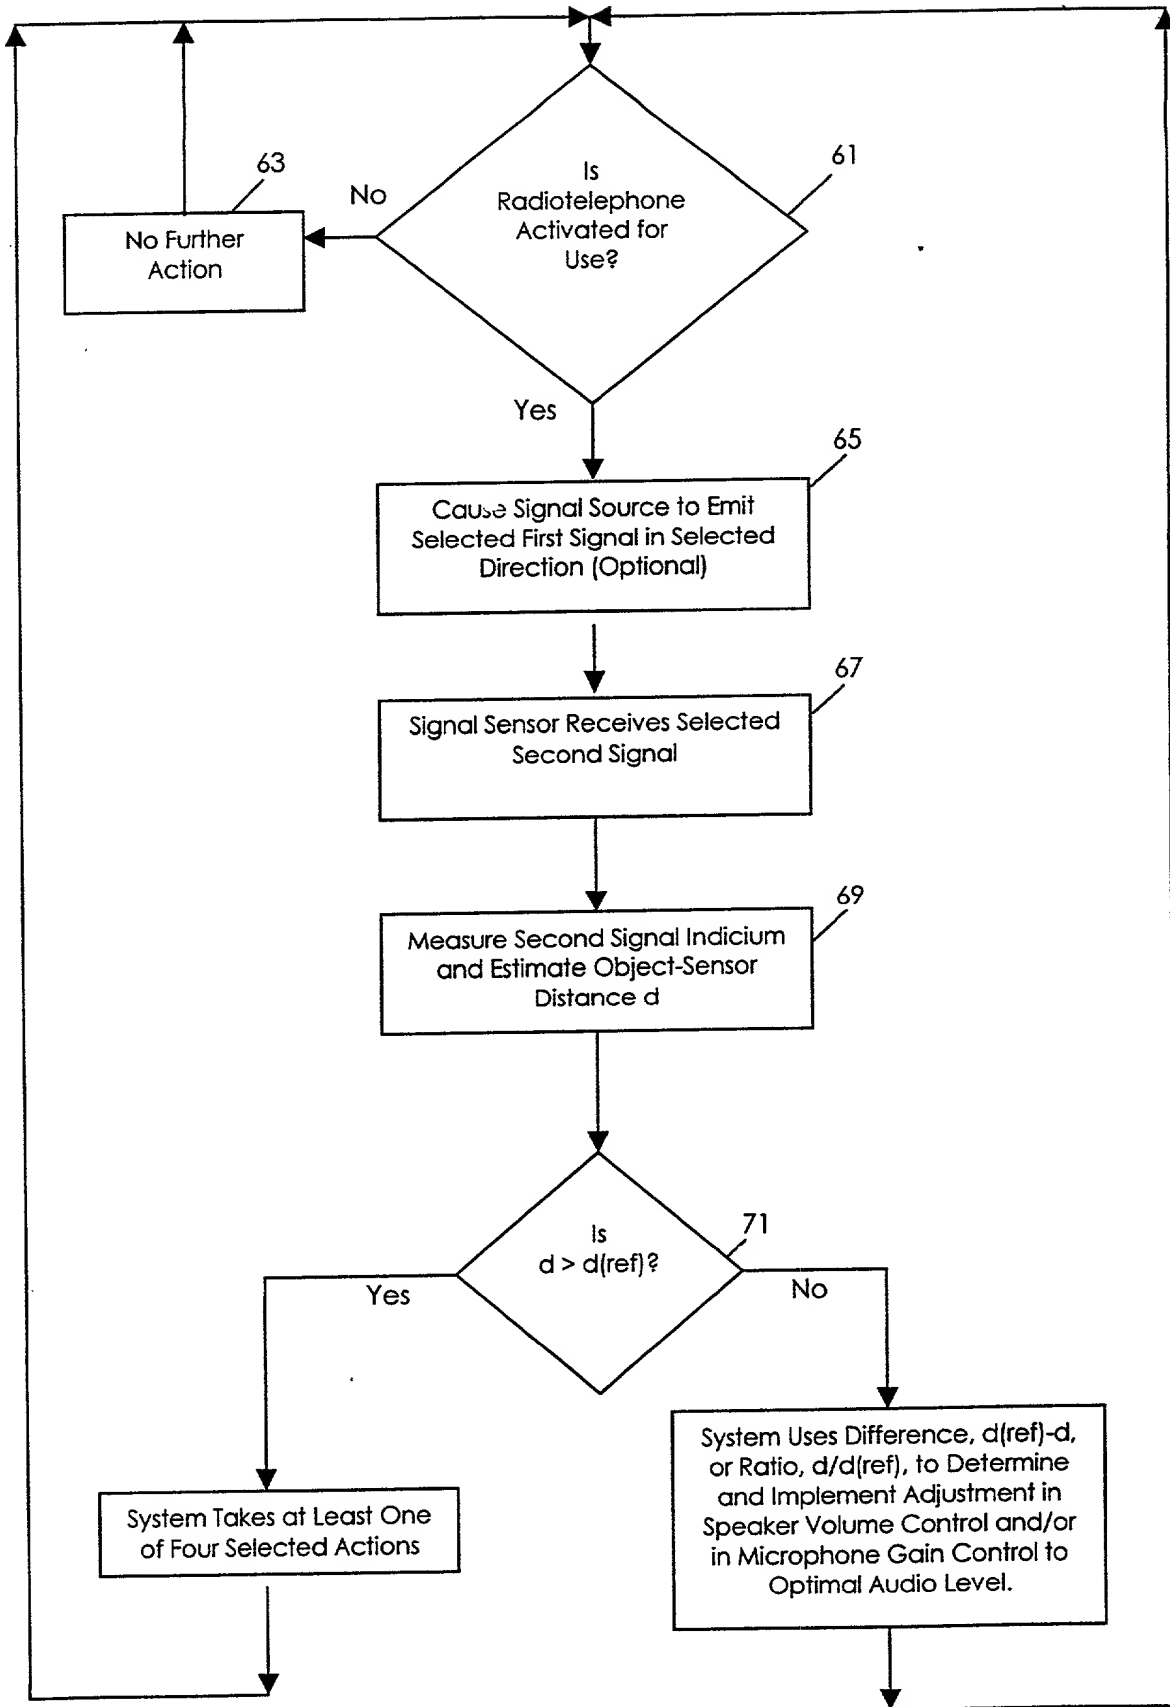 Is
Radiotelephone
Activated for
Use?
61
No
63
No Further
Action
Yes
65
Cause Signal Source to Emit
Selected First Signal in Selected
Direction (Optional)
67
Signal Sensor Receives Selected
Second Signal
69
Measure Second Signal Indicium
and Estimate Object-Sensor
Distance d
71
Is
d > d(ref)?
Yes
No
System Takes at Least One
of Four Selected Actions
System Uses Difference, d(ref)-d,
or Ratio, d/d(ref), to Determine
and Implement Adjustment in
Speaker Volume Control and/or
in Microphone Gain Control to
Optimal Audio Level.